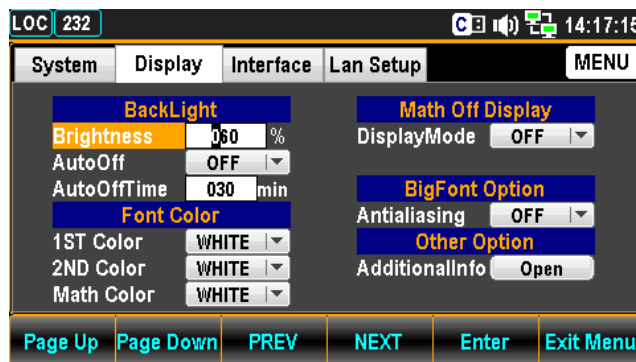 LOC 232 C 14:17:15
System Display Interface Lan Setup MENU
BackLight
Brightness 060 %
AutoOff OFF
AutoOffTime 030 min
Font Color
1ST Color WHITE
2ND Color WHITE
Math Color WHITE
Math Off Display
DisplayMode OFF
BigFont Option
Antialiasing OFF
Other Option
AdditionalInfo Open
Page Up Page Down PREV NEXT Enter Exit Menu